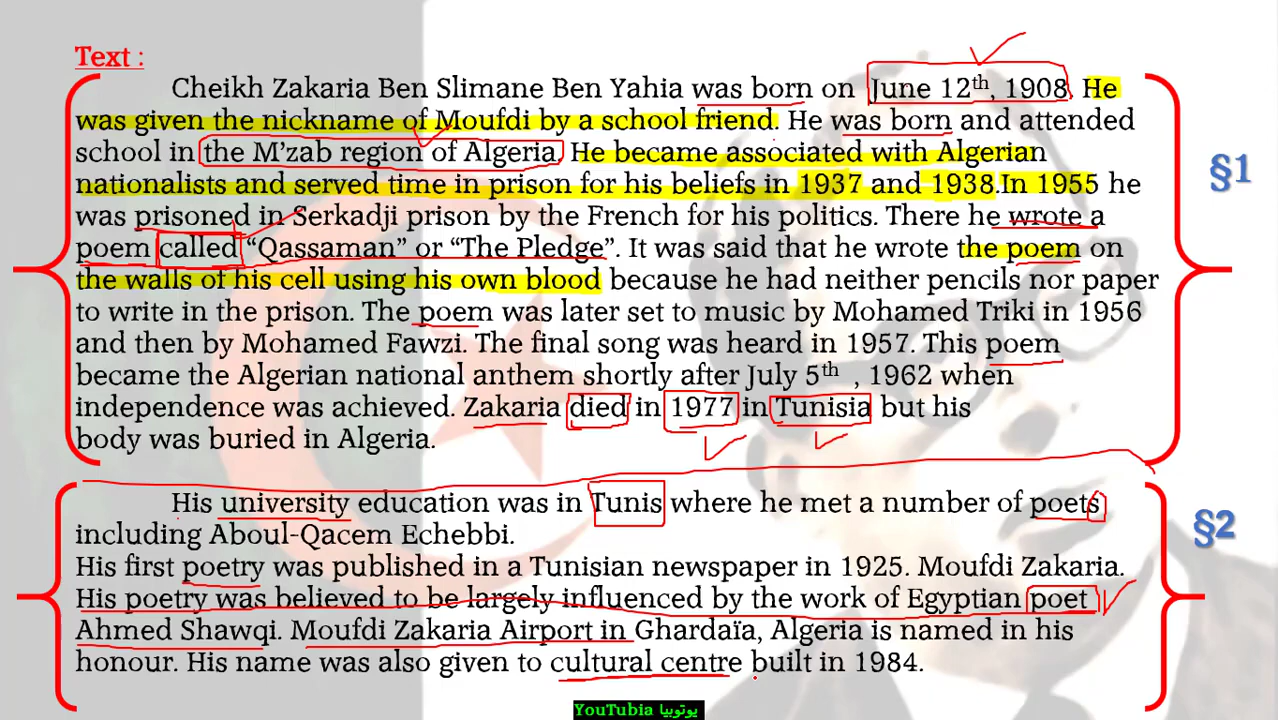 Text :
Cheikh Zakaria Ben Slimane Ben Yahia was born on June 12th, 1908. He
was given the nickname of Moufdi by a school friend. He was born and attended
school in the M'zab region of Algeria. He became associated with Algerian
nationalists and served time in prison for his beliefs in 1937 and 1938.In 1955 he
was prisoned in Serkadji prison by the French for his politics. There he wrote a
poem called “Qassaman” or “The Pledge”. It was said that he wrote the poem on
the walls of his cell using his own blood because he had neither pencils nor paper
to write in the prison. The poem was later set to music by Mohamed Triki in 1956
and then by Mohamed Fawzi. The final song was heard in 1957. This poem
became the Algerian national anthem shortly after July 5th , 1962 when
independence was achieved. Zakaria died in 1977 in Tunisia but his
body was buried in Algeria.
§1
His university education was in Tunis where he met a number of poets
including Aboul-Qacem Echebbi.
His first poetry was published in a Tunisian newspaper in 1925. Moufdi Zakaria.
His poetry was believed to be largely influenced by the work of Egyptian poet
Ahmed Shawqi. Moufdi Zakaria Airport in Ghardaïa, Algeria is named in his
honour. His name was also given to cultural centre built in 1984.
§2
YouTubia يوتوبيا